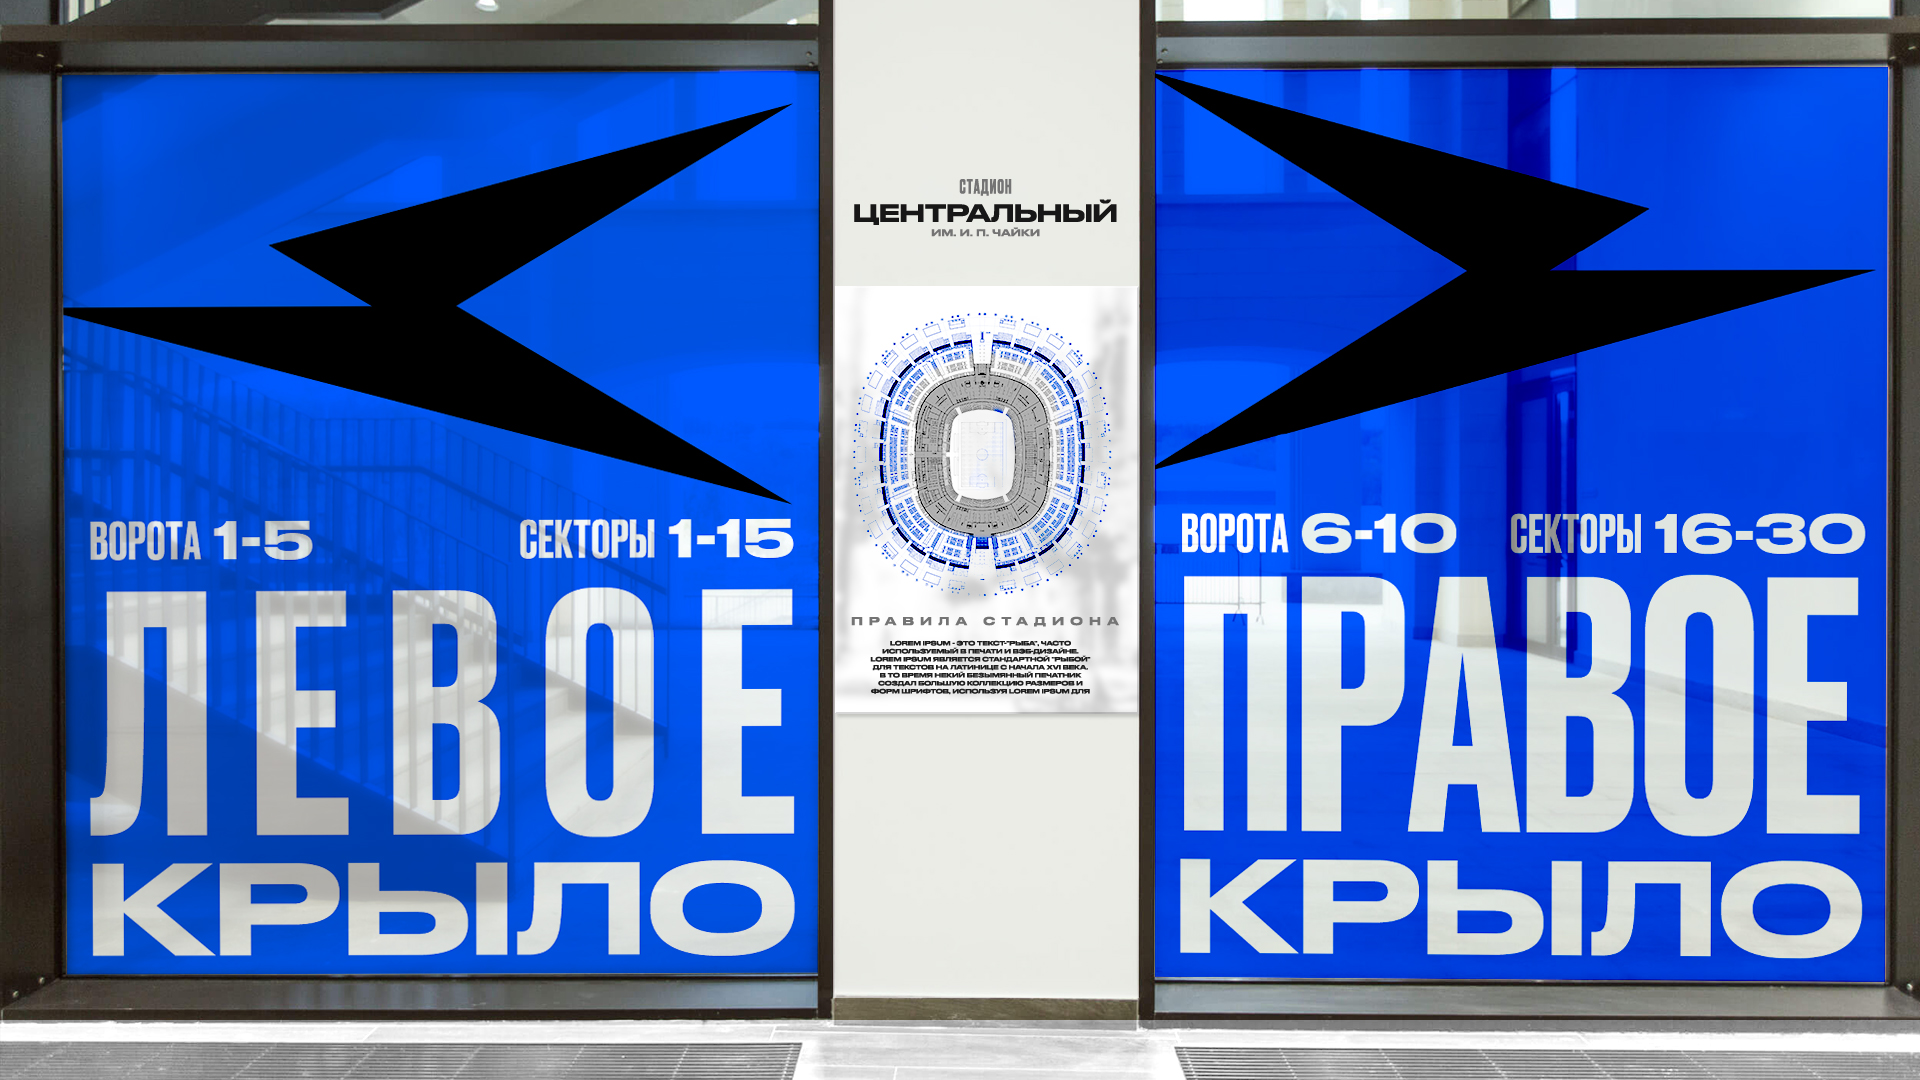 ВОРОТА 1-5 СЕКТОРЫ 1-15
ЛЕВОЕ
КРЫЛО
СТАДИОН
ЦЕНТРАЛЬНЫЙ
ИМ. И. П. ЧАЙКИ
ПРАВИЛА СТАДИОНА
LOREM IPSUM - ЭТО ТЕКСТ-"РЫБА", ЧАСТО
ИСПОЛЬЗУЕМЫЙ В ПЕЧАТИ И ВЭБ-ДИЗАЙНЕ.
LOREM IPSUM ЯВЛЯЕТСЯ СТАНДАРТНОЙ "РЫБОЙ"
ДЛЯ ТЕКСТОВ НА ЛАТИНИЦЕ С НАЧАЛА XVI ВЕКА.
В ТО ВРЕМЯ НЕКИЙ БЕЗЫМЯННЫЙ ПЕЧАТНИК
СОЗДАЛ БОЛЬШУЮ КОЛЛЕКЦИЮ РАЗМЕРОВ И
ФОРМ ШРИФТОВ, ИСПОЛЬЗУЯ LOREM IPSUM ДЛЯ
ВОРОТА 6-10 СЕКТОРЫ 16-30
ПРАВОЕ
КРЫЛО